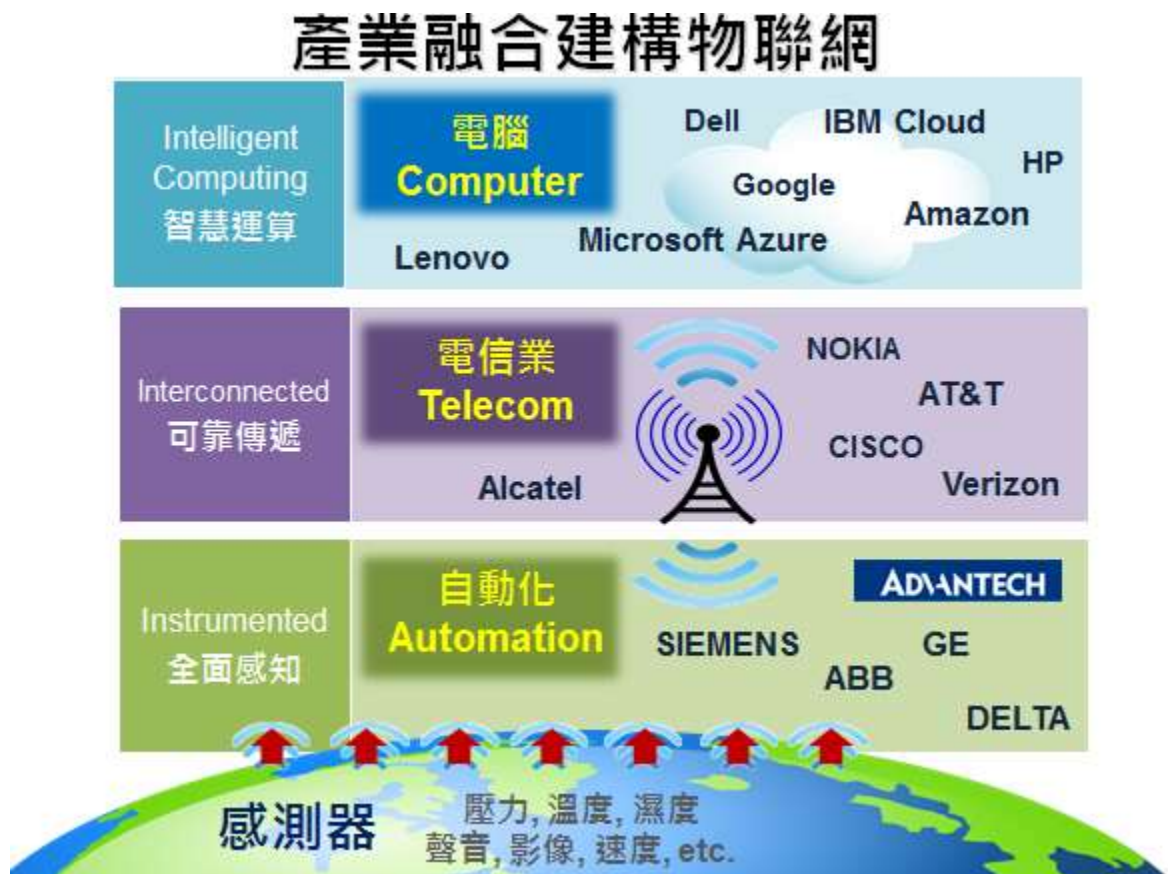 產業融合建構物聯網
Intelligent
Computing
智慧運算
電腦
Computer
Dell
IBM Cloud
HP
Google
Amazon
Microsoft Azure
Lenovo
Interconnected
可靠傳遞
電信業
Telecom
NOKIA
AT&T
CISCO
Verizon
Alcatel
Instrumented
全面感知
自動化
Automation
ADVANTECH
SIEMENS
GE
ABB
DELTA
感測器
壓力, 溫度, 濕度
聲音, 影像, 速度, etc.